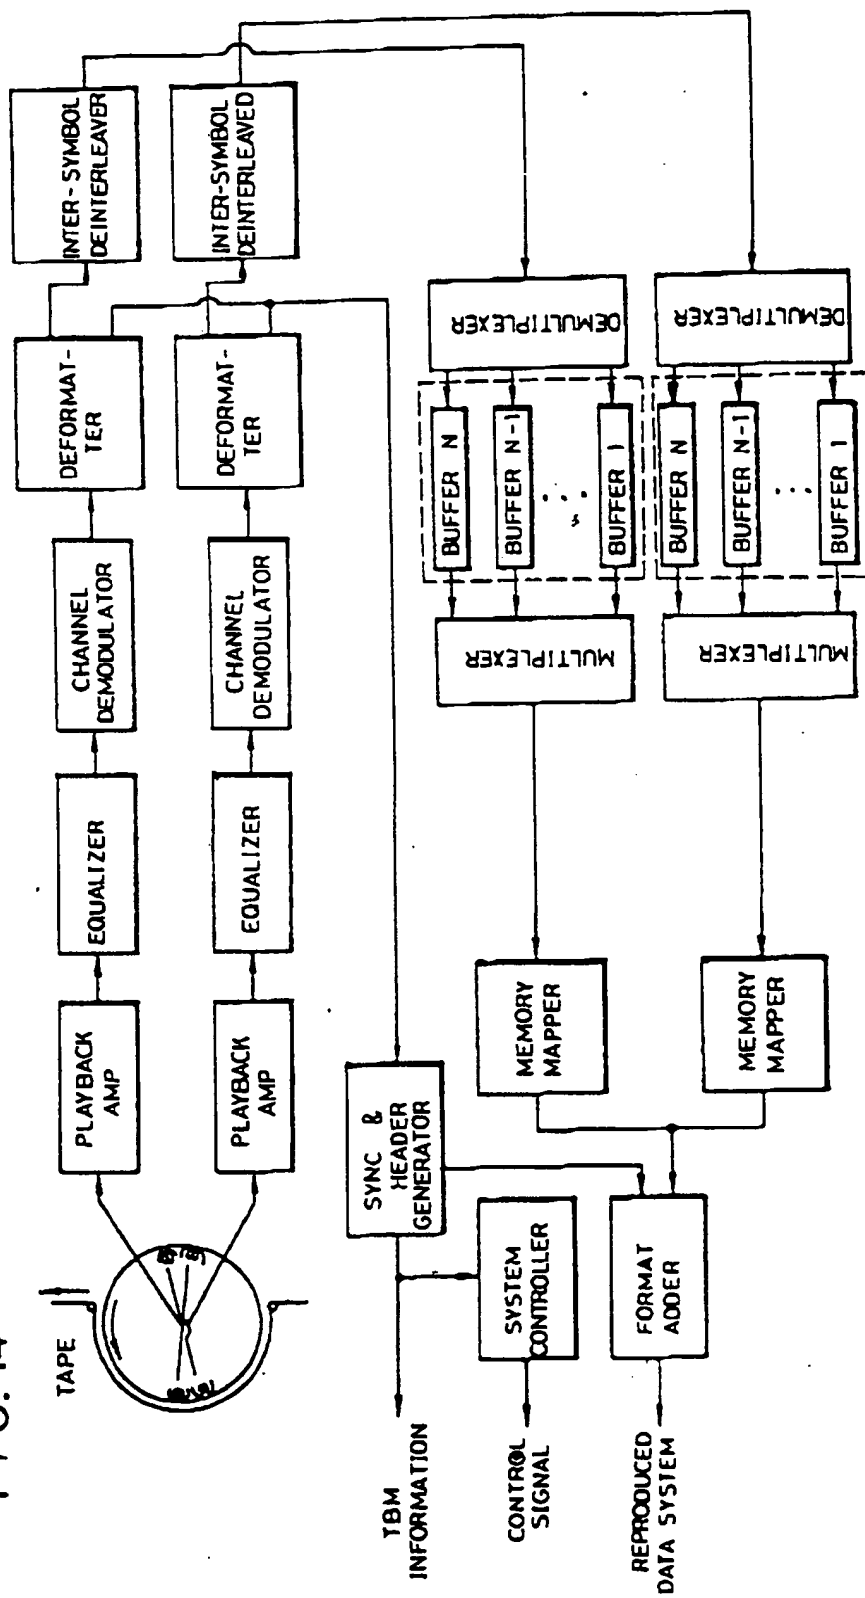 FIG. 14
TAPE
PLAYBACK
AMP
EQUALIZER
CHANNEL
DEMODULATOR
DEFORMAT-
TER
INTER-SYMBOL
DEINTERLEAVER
PLAYBACK
AMP
EQUALIZER
CHANNEL
DEMODULATOR
DEFORMAT-
TER
INTER-SYMBOL
DEINTERLEAVED
SYNC &
HEADER
GENERATOR
TBM
INFORMATION
SYSTEM
CONTROLLER
CONTROL
SIGNAL
MEMORY
MAPPER
MULTIPLEXER
BUFFER N
BUFFER N-1
...
BUFFER 1
DEMULTIPLEXER
FORMAT
ADDER
REPRODUCED
DATA SYSTEM
MEMORY
MAPPER
MULTIPLEXER
BUFFER N
BUFFER N-1
...
BUFFER 1
DEMULTIPLEXER